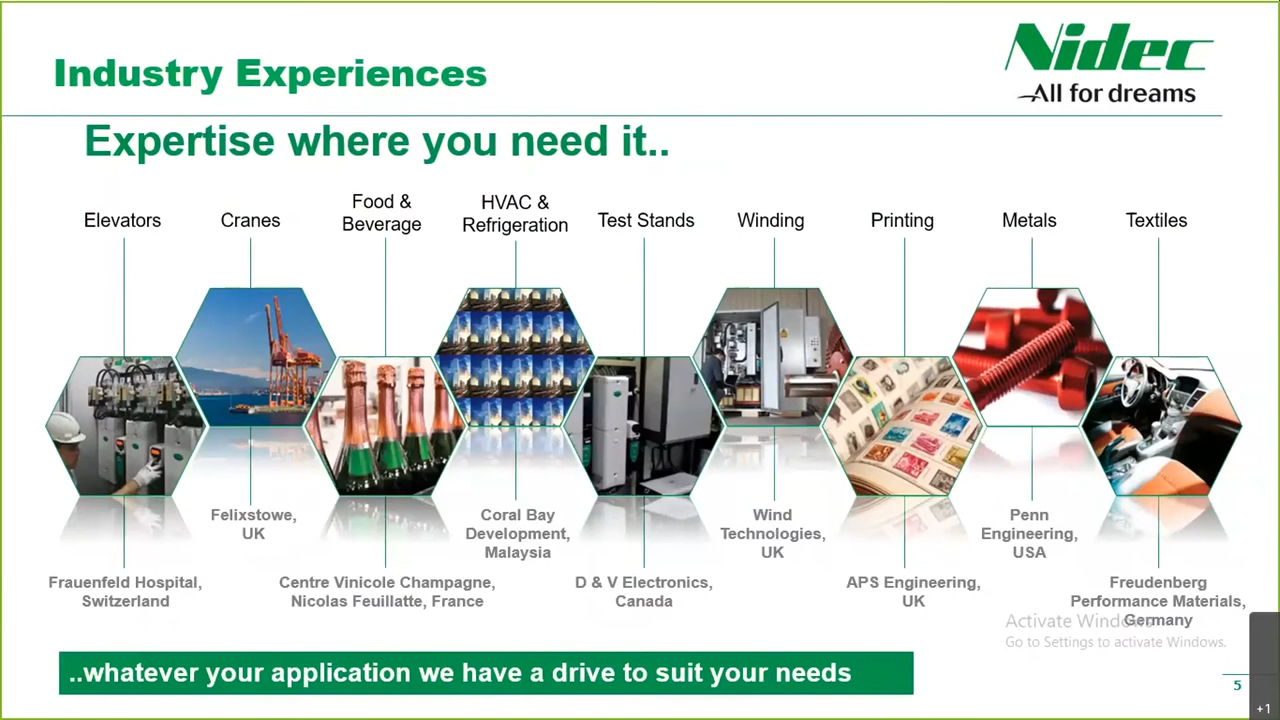 Industry Experiences
Nidec
All for dreams
Expertise where you need it..
Elevators
Cranes
Food &
Beverage
HVAC &
Refrigeration
Test Stands
Winding
Printing
Metals
Textiles
Felixstowe,
UK
Coral Bay
Development,
Malaysia
Wind
Technologies,
UK
Penn
Engineering,
USA
Frauenfeld Hospital,
Switzerland
Centre Vinicole Champagne,
Nicolas Feuillatte, France
D & V Electronics,
Canada
APS Engineering,
UK
Freudenberg
Performance Materials,
Germany
Activate Windows
Go to Settings to activate Windows.
..whatever your application we have a drive to suit your needs
5
+1